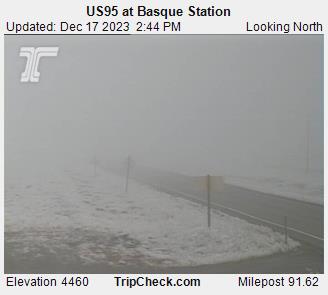 US95 at Basque Station
Updated: Dec 17 2023 2:44 PM Looking North
Elevation 4460 TripCheck.com Milepost 91.62